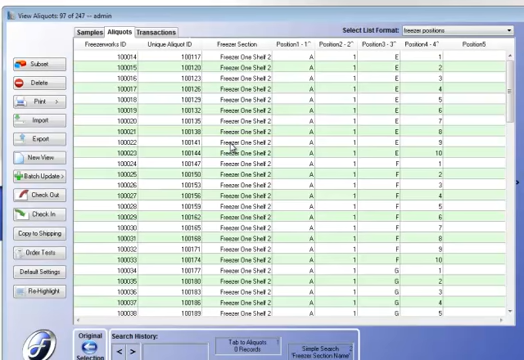 View Aliquots: 97 of 247 -- admin
Samples Aliquots Transactions Select List Format: freezer positions
Freezerworks ID Unique Aliquot ID Freezer Section Position1 - 1" Position2 - 2" Position3 - 3" Position4 - 4" Position5
100014 100117 Freezer One Shelf 2 A 1 E 1
100015 100120 Freezer One Shelf 2 A 1 E 2
100016 100123 Freezer One Shelf 2 A 1 E 3
100017 100126 Freezer One Shelf 2 A 1 E 4
100018 100129 Freezer One Shelf 2 A 1 E 5
100019 100132 Freezer One Shelf 2 A 1 E 6
100020 100135 Freezer One Shelf 2 A 1 E 7
100021 100138 Freezer One Shelf 2 A 1 E 8
100022 100141 Freezer One Shelf 2 A 1 E 9
100023 100144 Freezer One Shelf 2 A 1 E 10
100024 100147 Freezer One Shelf 2 A 1 F 1
100025 100150 Freezer One Shelf 2 A 1 F 2
100026 100153 Freezer One Shelf 2 A 1 F 3
100027 100156 Freezer One Shelf 2 A 1 F 4
100028 100159 Freezer One Shelf 2 A 1 F 5
100029 100162 Freezer One Shelf 2 A 1 F 6
100030 100165 Freezer One Shelf 2 A 1 F 7
100031 100168 Freezer One Shelf 2 A 1 F 8
100032 100171 Freezer One Shelf 2 A 1 F 9
100033 100174 Freezer One Shelf 2 A 1 F 10
100034 100177 Freezer One Shelf 2 A 1 G 1
100035 100180 Freezer One Shelf 2 A 1 G 2
100036 100183 Freezer One Shelf 2 A 1 G 3
100037 100186 Freezer One Shelf 2 A 1 G 4
100038 100189 Freezer One Shelf 2 A 1 G 5
Subset
Delete
Print >
Import
Export
New View
Batch Update >
Check Out
Check In
Copy to Shipping
Order Tests
Default Settings
Re-Highlight
Original
Selection
Search History:
< >
Tab to Aliquots 1
0 Records
Simple Search 2
'Freezer Section Name'